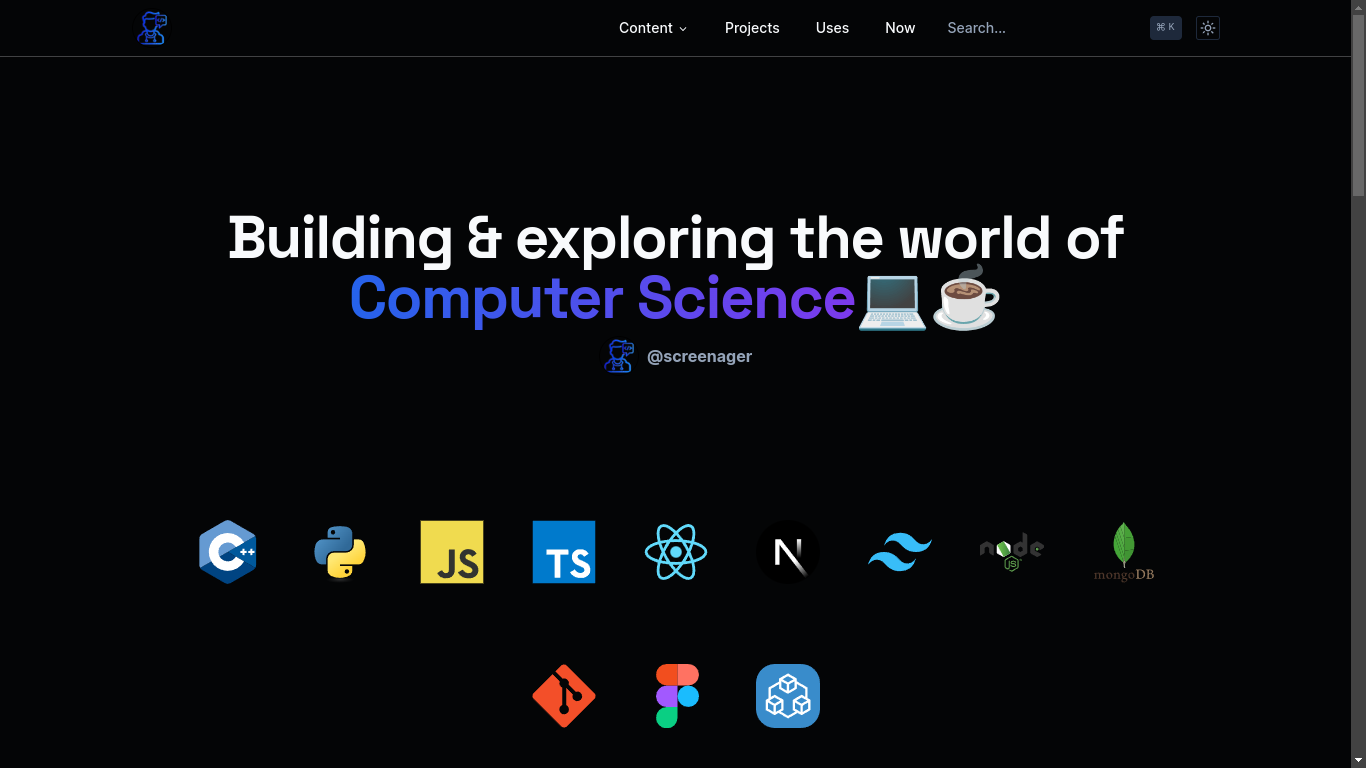 Content Projects Uses Now Search... ⌘ K
Building & exploring the world of
Computer Science💻☕
@screenager
C++ JS TS N node JS mongoDB